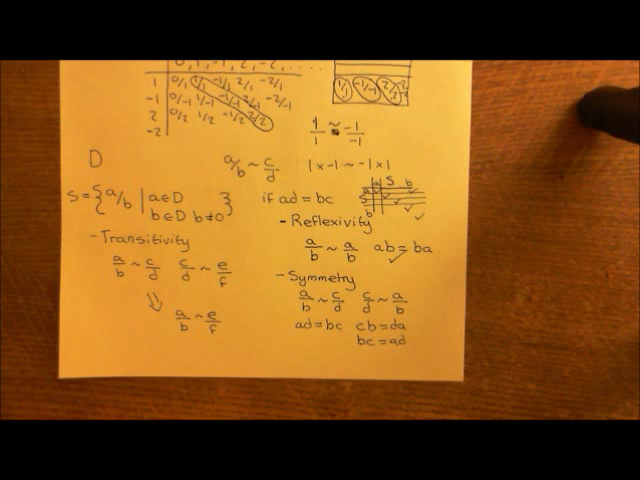 0, 1, -1, 2, -2, ....
1 0/1 1/1 -1/1 2/1 -2/1
-1 0/-1 1/-1 -1/-1 2/-1 -2/-1
2 0/2 1/2 -1/2 2/2
-2
1/1 -1/-1 2/2
1/1 ~ -1/-1
1 x -1 ~ -1 x 1
D
a/b ~ c/d
S = { a/b | a ∈ D
b ∈ D b ≠ 0 }
if ad = bc
S
a b
S a
b
- Reflexivity
a/b ~ a/b ab = ba ✓
- Symmetry
a/b ~ c/d c/d ~ a/b
ad = bc cb = da
bc = ad
- Transitivity
a/b ~ c/d c/d ~ e/f
⇓
a/b ~ e/f